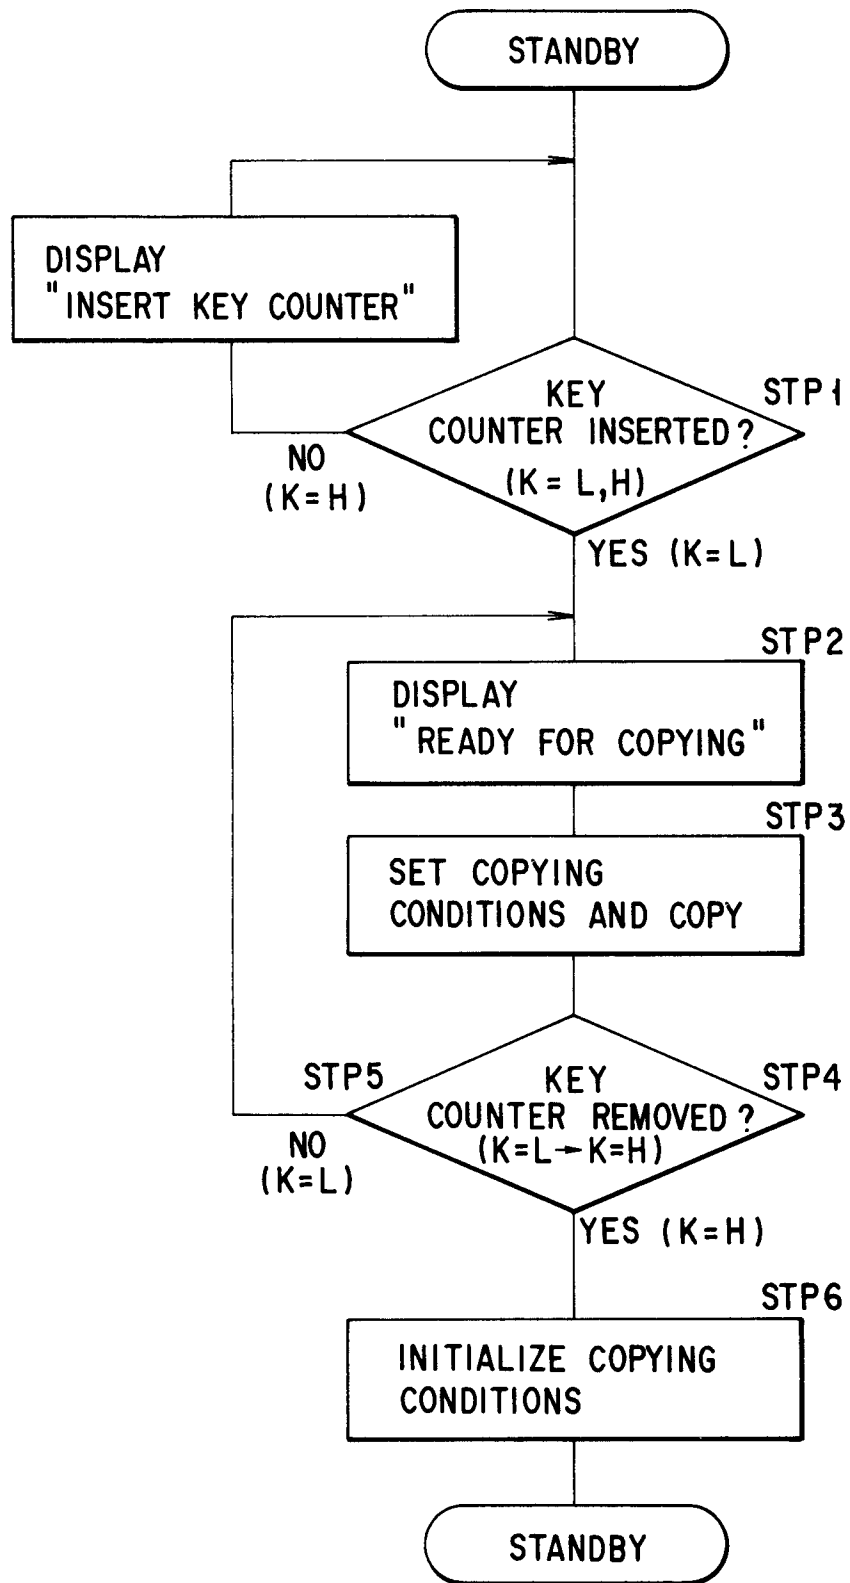 STANDBY
DISPLAY
"INSERT KEY COUNTER"
STP1
KEY
COUNTER INSERTED?
(K=L,H)
NO
(K=H)
YES (K=L)
STP2
DISPLAY
"READY FOR COPYING"
STP3
SET COPYING
CONDITIONS AND COPY
STP5
STP4
KEY
COUNTER REMOVED?
(K=L→K=H)
NO
(K=L)
YES (K=H)
STP6
INITIALIZE COPYING
CONDITIONS
STANDBY